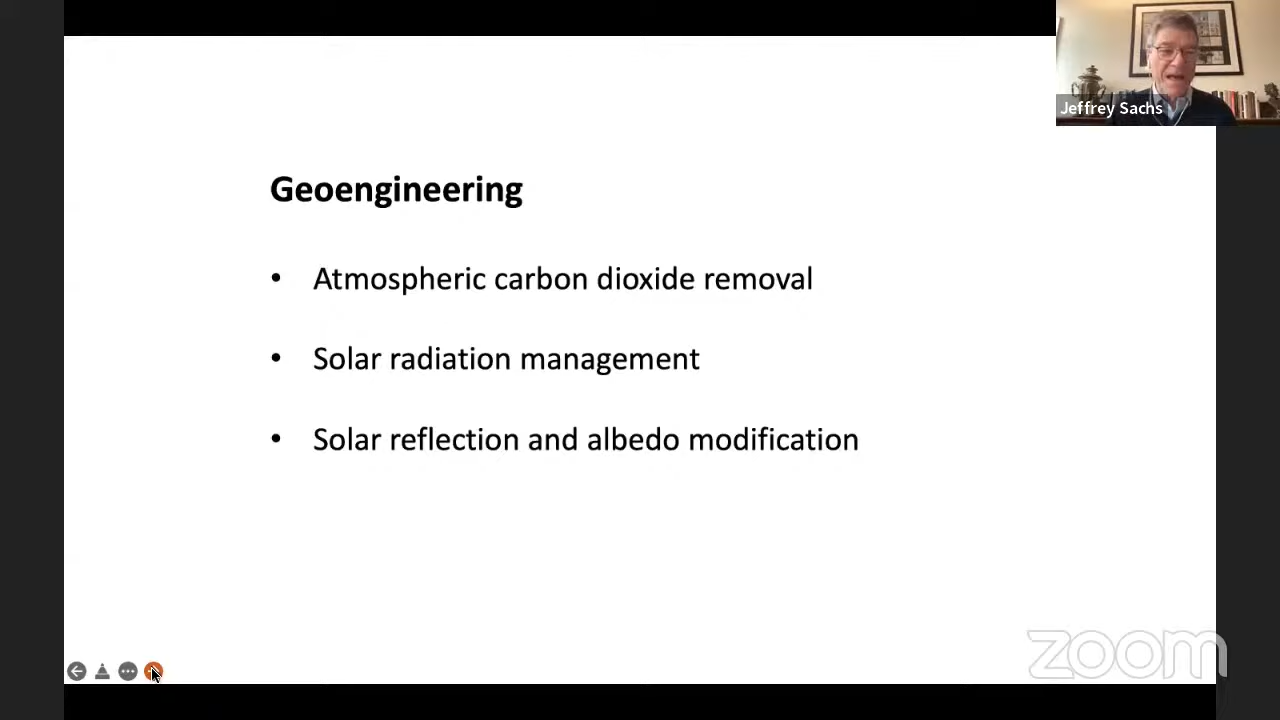 Jeffrey Sachs
Geoengineering
• Atmospheric carbon dioxide removal
• Solar radiation management
• Solar reflection and albedo modification
zoom